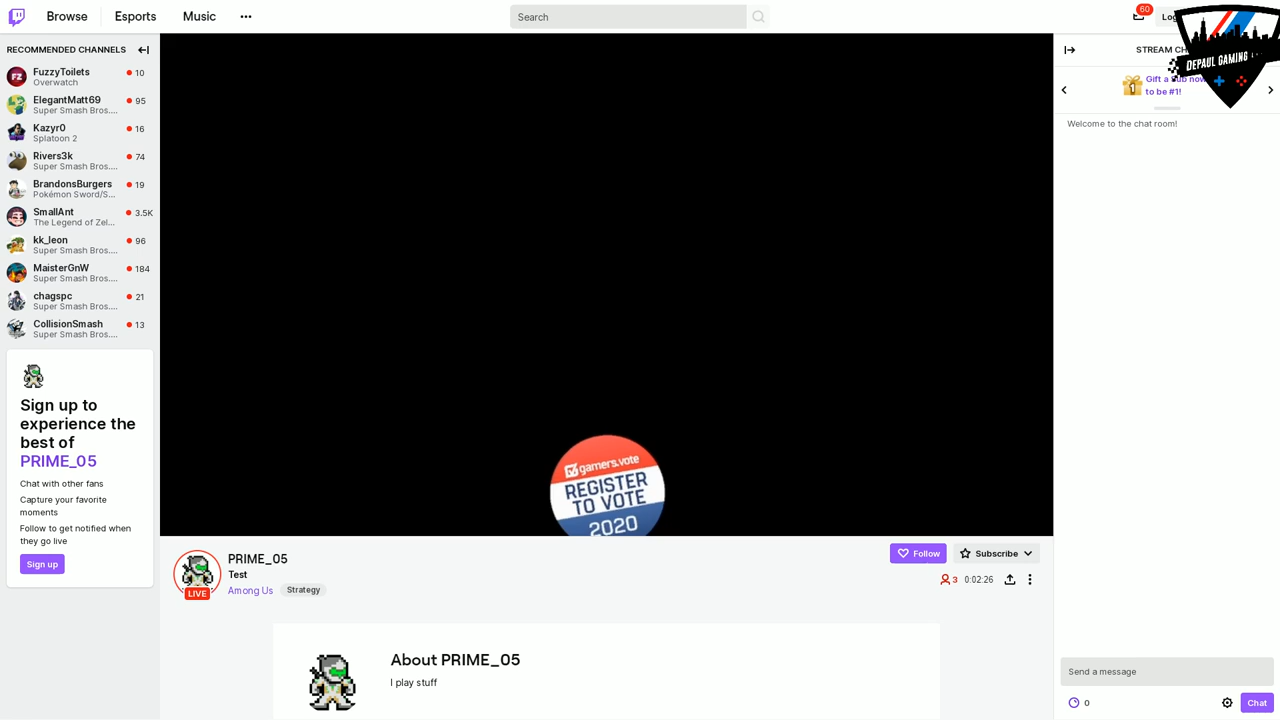 Browse
Esports
Music
Search
60
RECOMMENDED CHANNELS
FuzzyToilets 10
Overwatch
ElegantMatt69 95
Super Smash Bros....
Kazyr0 16
Splatoon 2
Rivers3k 74
Super Smash Bros....
BrandonsBurgers 19
Pokémon Sword/S...
SmallAnt 3.5K
The Legend of Zel...
kk_leon 96
Super Smash Bros....
MaisterGnW 184
Super Smash Bros....
chagspc 21
Super Smash Bros....
CollisionSmash 13
Super Smash Bros....
Sign up to
experience the
best of
PRIME_05
Chat with other fans
Capture your favorite
moments
Follow to get notified when
they go live
Sign up
gamers.vote
REGISTER
TO VOTE
2020
PRIME_05
Test
Among Us Strategy
LIVE
Follow
Subscribe
3 0:02:26
About PRIME_05
I play stuff
STREAM
DEPAUL GAMING
Gift a Sub now
to be #1!
Welcome to the chat room!
Send a message
0
Chat